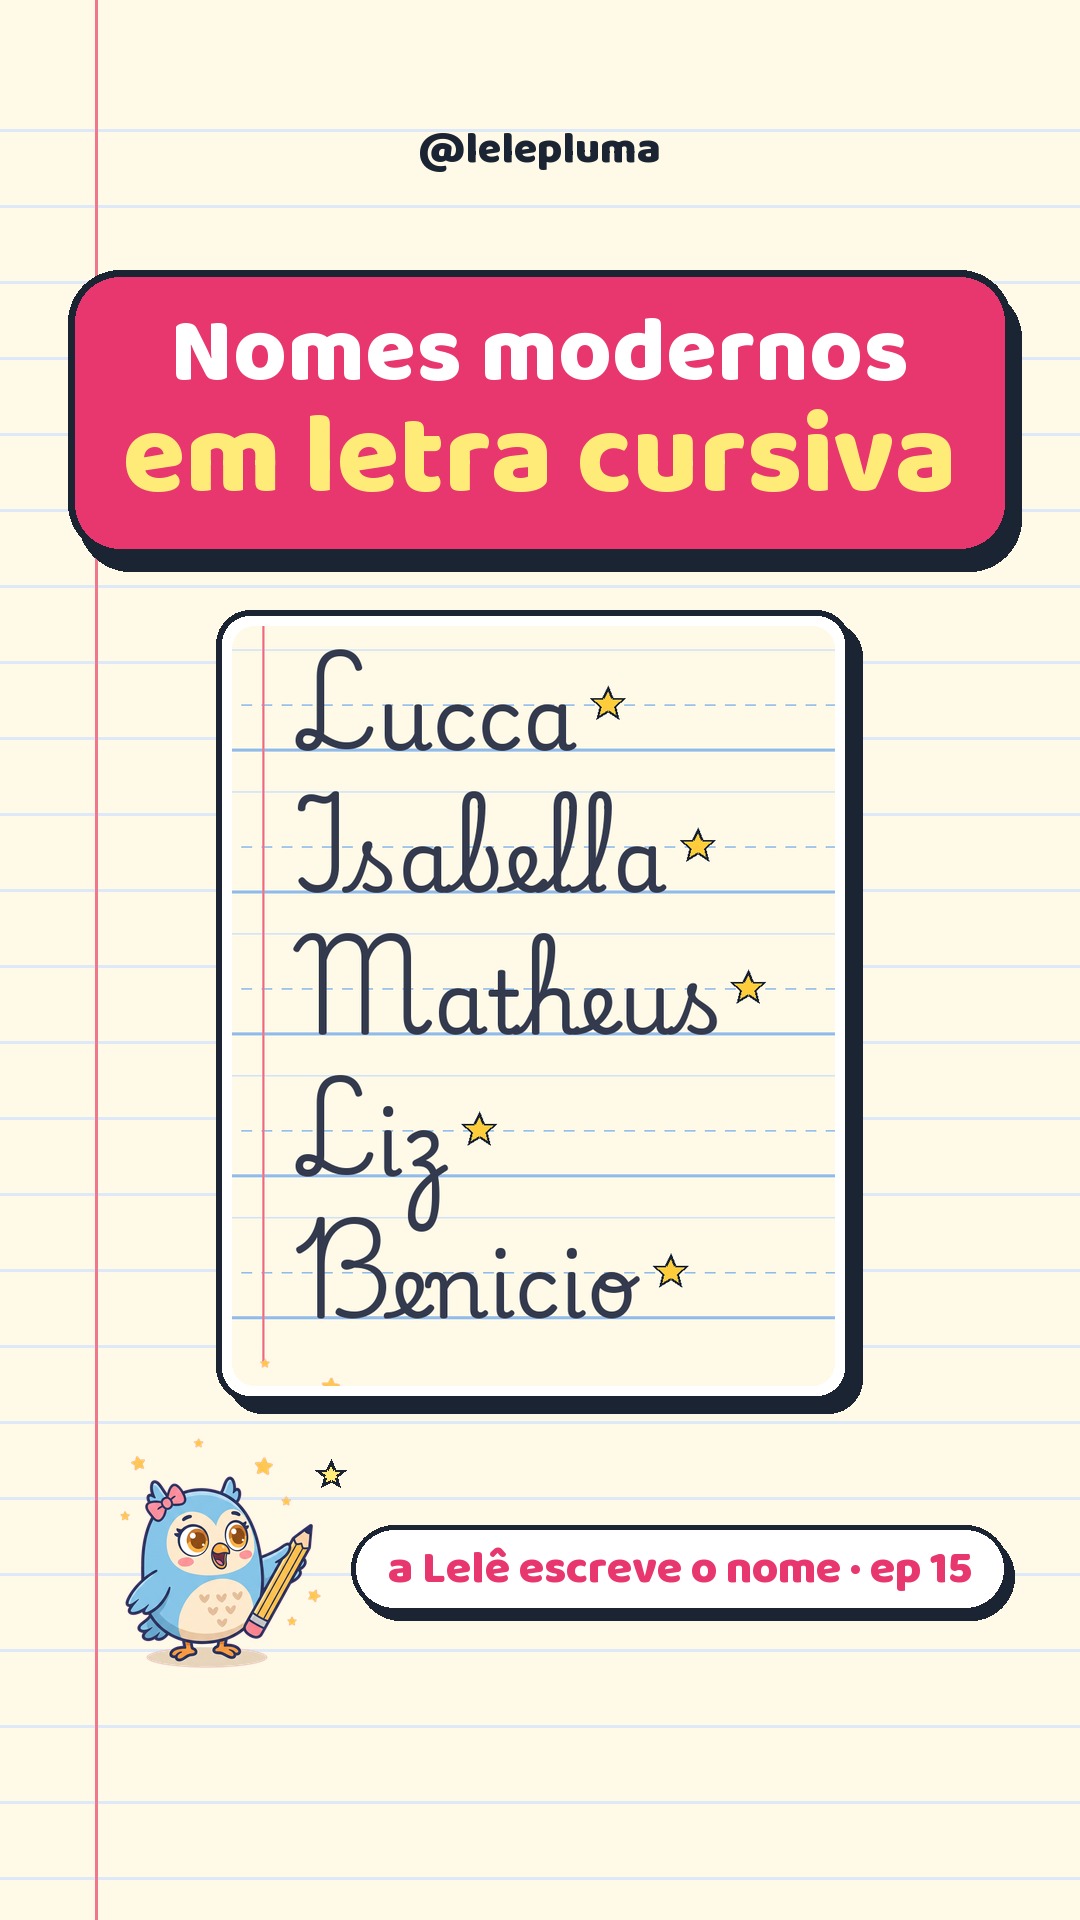 @lelepluma
Nomes modernos
em letra cursiva
Lucca
Isabella
Matheus
Liz
Benicio
a Lelê escreve o nome · ep 15